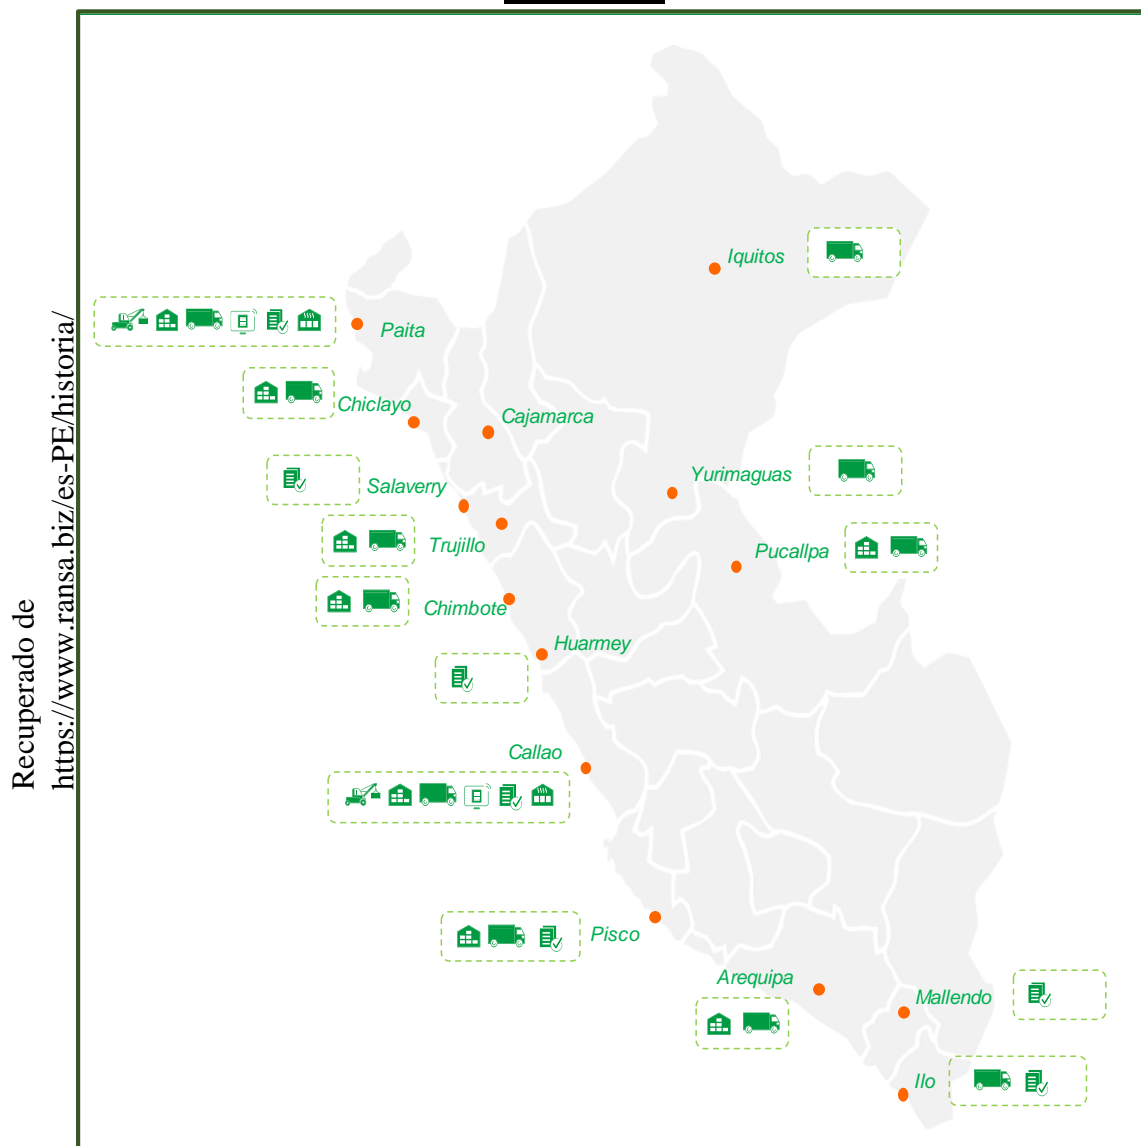 Recuperado de
https://www.ransa.biz/es-PE/historia/
Iquitos
Paita
Chiclayo
Cajamarca
Salaverry
Yurimaguas
Trujillo
Pucallpa
Chimbote
Huarmey
Callao
Pisco
Arequipa
Mallendo
Ilo